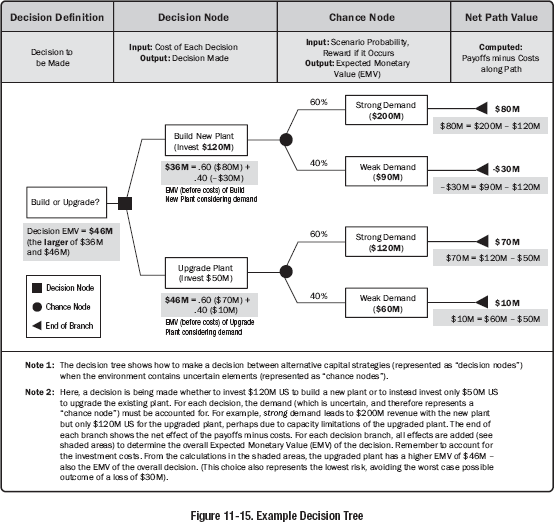 Decision Definition
Decision Node
Chance Node
Net Path Value
Decision to
be Made
Input: Cost of Each Decision
Output: Decision Made
Input: Scenario Probability,
Reward if it Occurs
Output: Expected Monetary
Value (EMV)
Computed:
Payoffs minus Costs
along Path
Build or Upgrade?
Decision EMV = $46M
(the larger of $36M
and $46M)
Build New Plant
(Invest $120M)
$36M = .60 ($80M) +
.40 (–$30M)
EMV (before costs) of Build
New Plant considering demand
60%
Strong Demand
($200M)
$80M
$80M = $200M – $120M
40%
Weak Demand
($90M)
-$30M
–$30M = $90M – $120M
Upgrade Plant
(Invest $50M)
$46M = .60 ($70M) +
.40 ($10M)
EMV (before costs) of Upgrade
Plant considering demand
60%
Strong Demand
($120M)
$70M
$70M = $120M – $50M
40%
Weak Demand
($60M)
$10M
$10M = $60M – $50M
Decision Node
Chance Node
End of Branch
Note 1: The decision tree shows how to make a decision between alternative capital strategies (represented as “decision nodes”)
when the environment contains uncertain elements (represented as “chance nodes”).
Note 2: Here, a decision is being made whether to invest $120M US to build a new plant or to instead invest only $50M US
to upgrade the existing plant. For each decision, the demand (which is uncertain, and therefore represents a
“chance node”) must be accounted for. For example, strong demand leads to $200M revenue with the new plant
but only $120M US for the upgraded plant, perhaps due to capacity limitations of the upgraded plant. The end of
each branch shows the net effect of the payoffs minus costs. For each decision branch, all effects are added (see
shaded areas) to determine the overall Expected Monetary Value (EMV) of the decision. Remember to account for
the investment costs. From the calculations in the shaded areas, the upgraded plant has a higher EMV of $46M –
also the EMV of the overall decision. (This choice also represents the lowest risk, avoiding the worst case possible
outcome of a loss of $30M).
Figure 11-15. Example Decision Tree